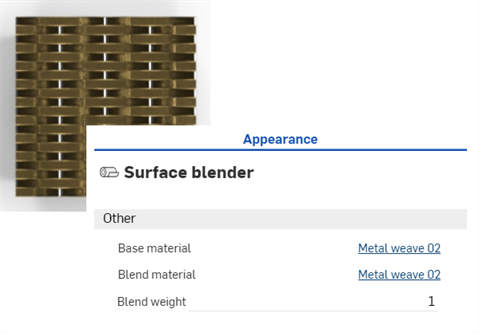 Appearance
Surface blender
Other
Base material Metal weave 02
Blend material Metal weave 02
Blend weight 1